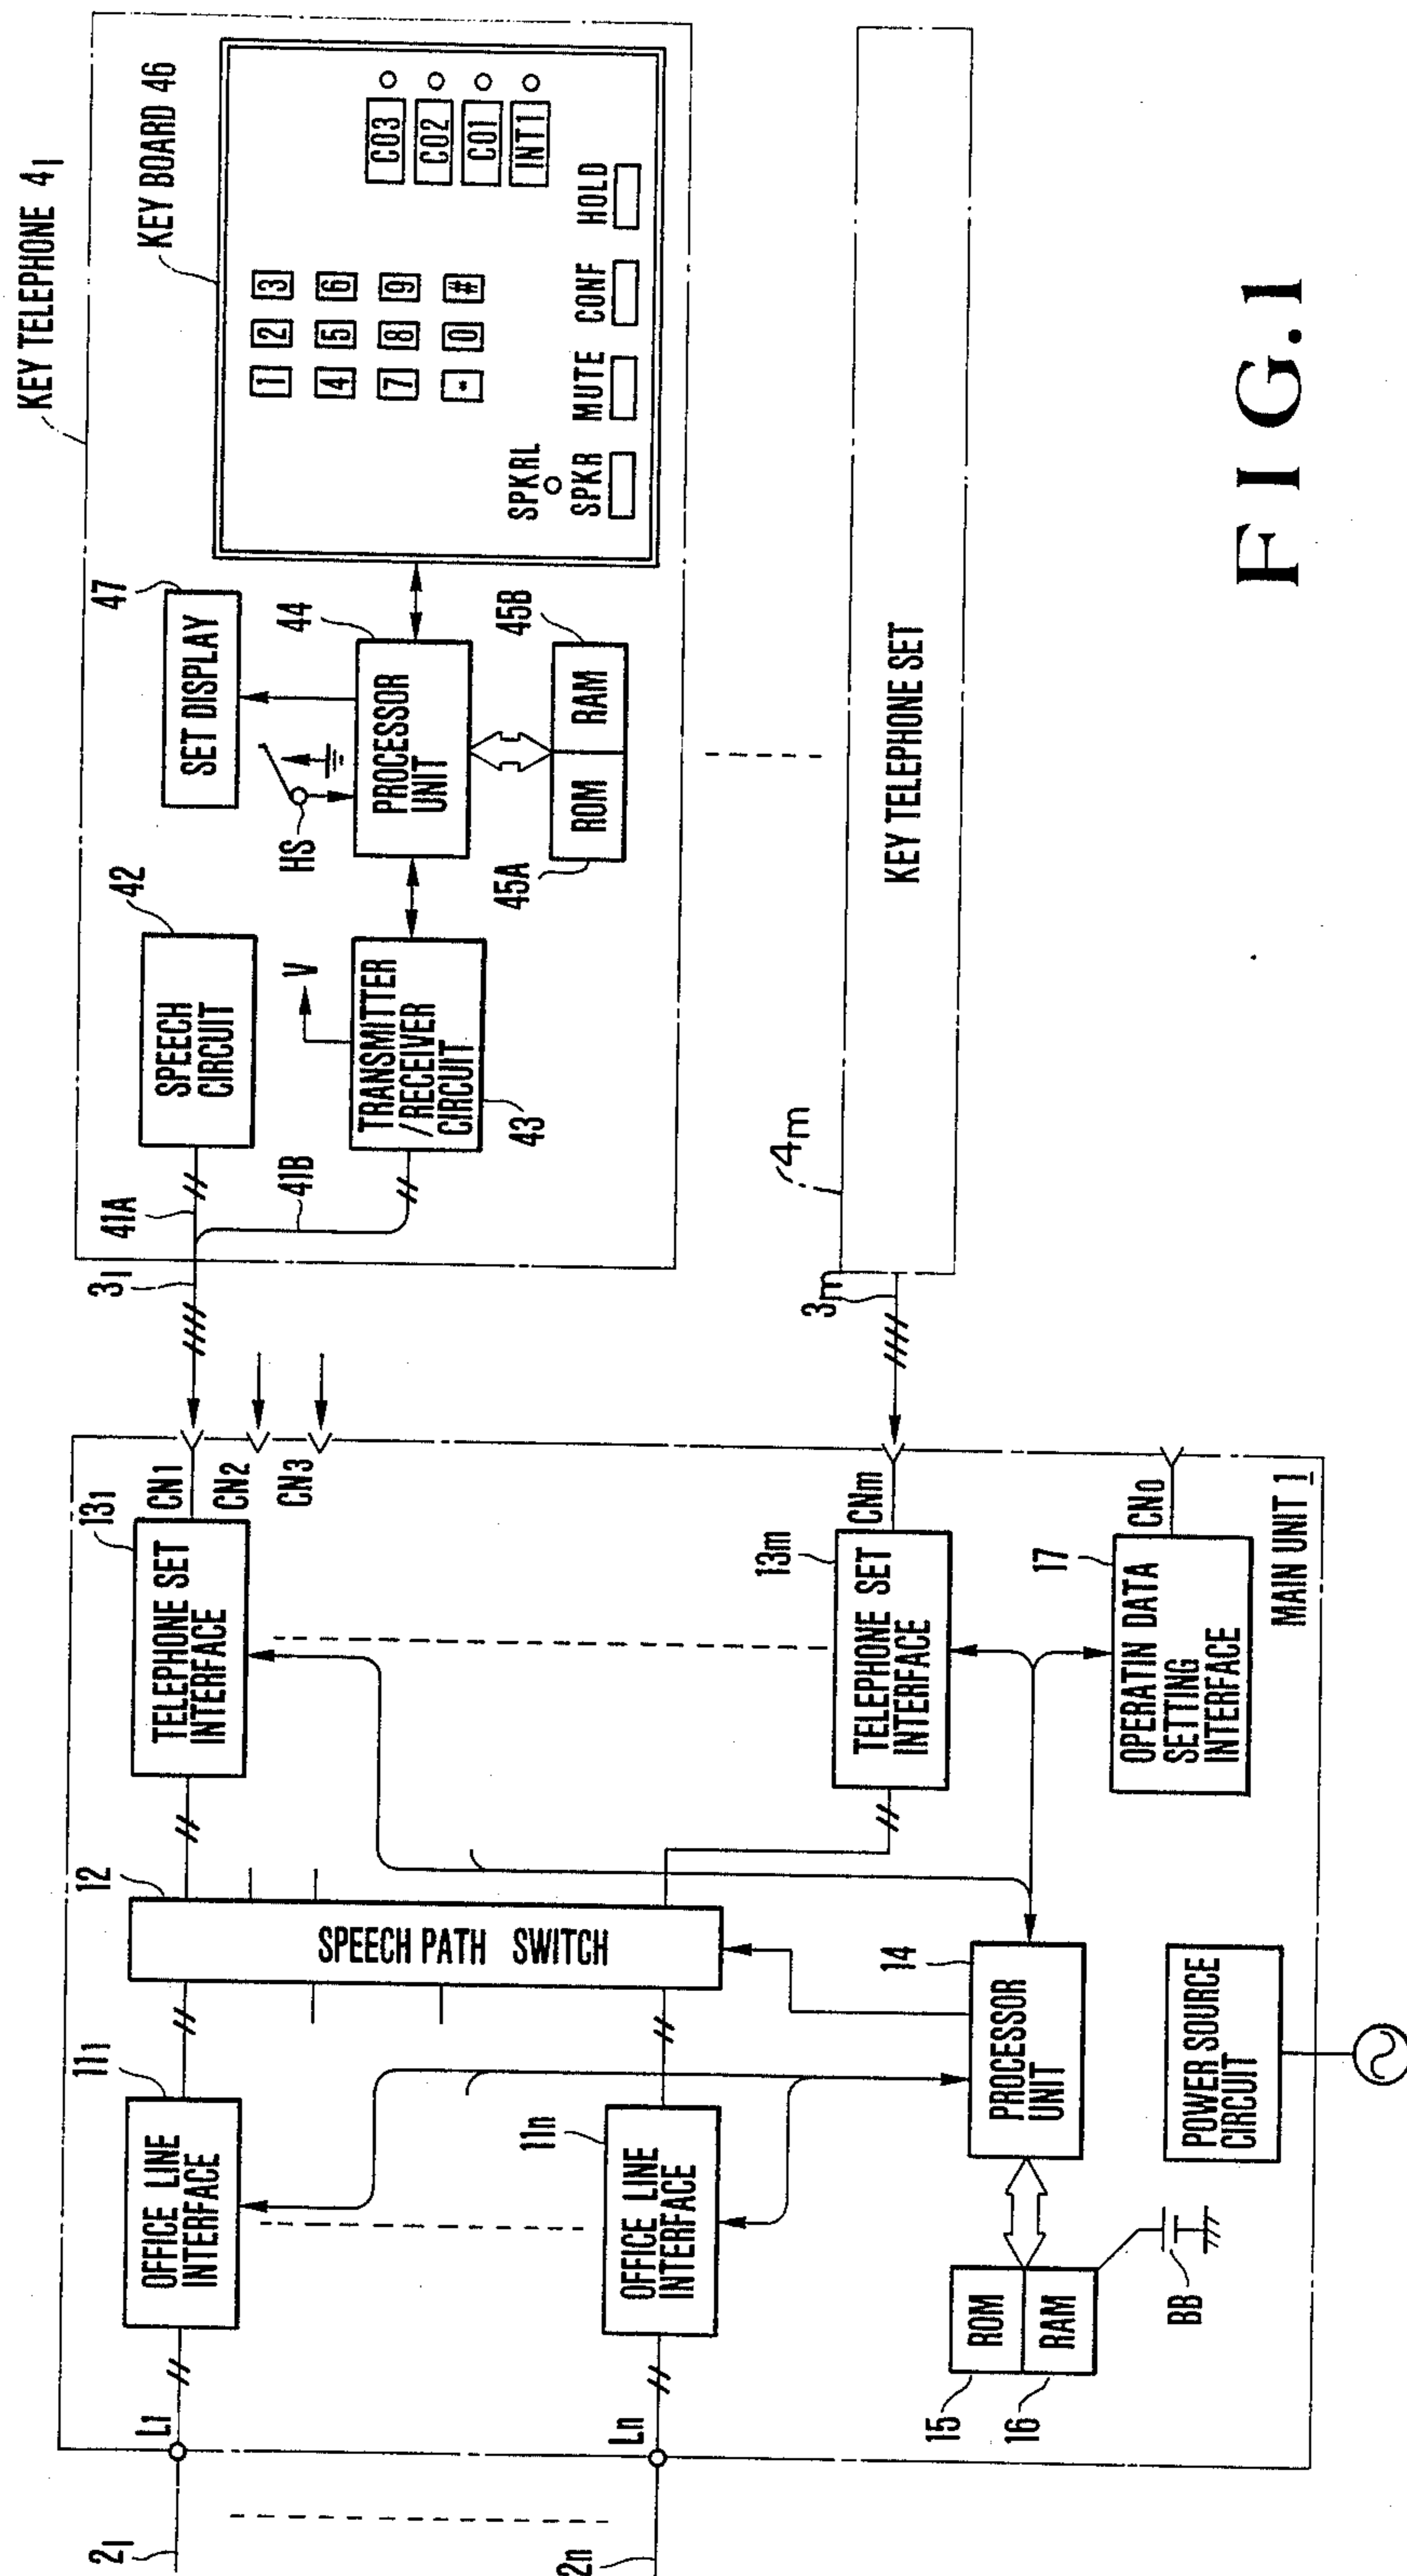 KEY TELEPHONE 41
KEY BOARD 46
47
SET DISPLAY
42
SPEECH
CIRCUIT
41A
31
41B
V
TRANSMITTER
/RECEIVER
CIRCUIT
43
HS
44
PROCESSOR
UNIT
45A
ROM
RAM
45B
1 2 3
4 5 6
7 8 9
* 0 #
CO3
CO2
CO1
INT1
SPKRL
SPKR
MUTE
CONF
HOLD
4m
KEY TELEPHONE SET
3m
131
TELEPHONE SET
INTERFACE
CN1
CN2
CN3
13m
TELEPHONE SET
INTERFACE
CNm
17
OPERATIN DATA
SETTING
INTERFACE
CN0
MAIN UNIT 1
12
SPEECH PATH SWITCH
111
OFFICE LINE
INTERFACE
L1
21
11n
OFFICE LINE
INTERFACE
Ln
2n
14
PROCESSOR
UNIT
15
ROM
16
RAM
BB
POWER SOURCE
CIRCUIT
FIG.1